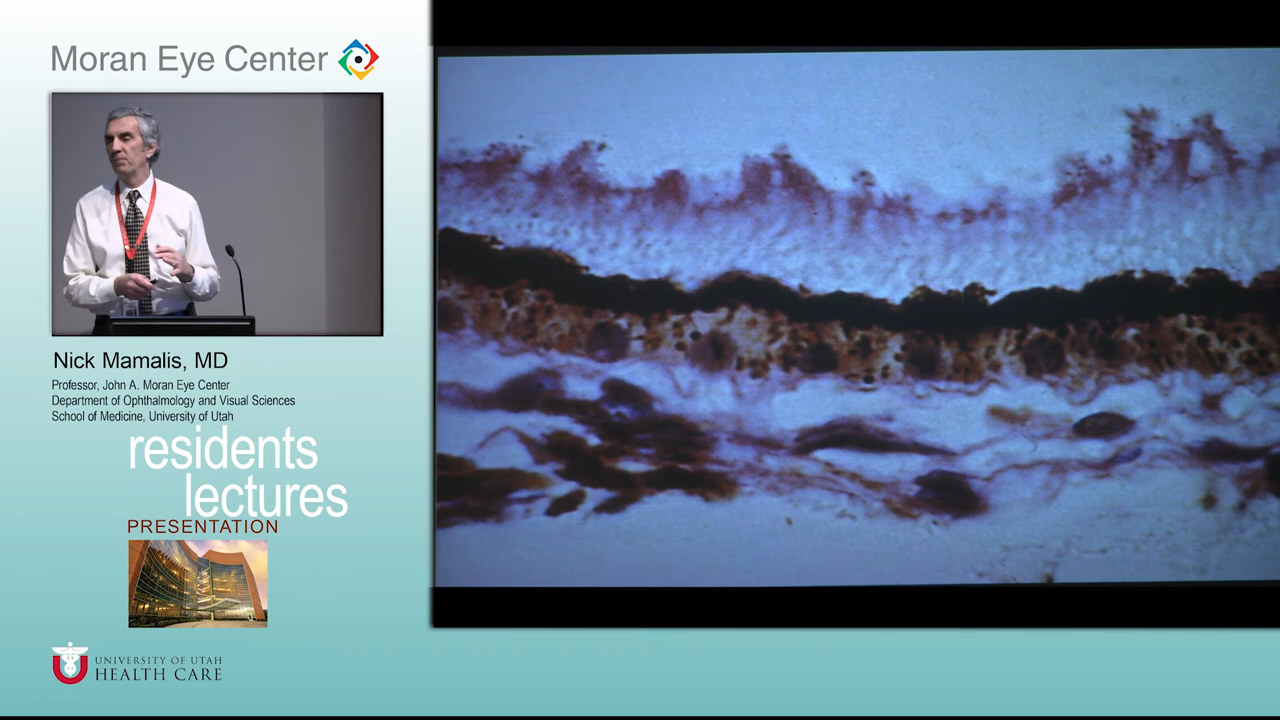 Moran Eye Center
Nick Mamalis, MD
Professor, John A. Moran Eye Center
Department of Ophthalmology and Visual Sciences
School of Medicine, University of Utah
residents
lectures
PRESENTATION
UNIVERSITY OF UTAH
HEALTH CARE